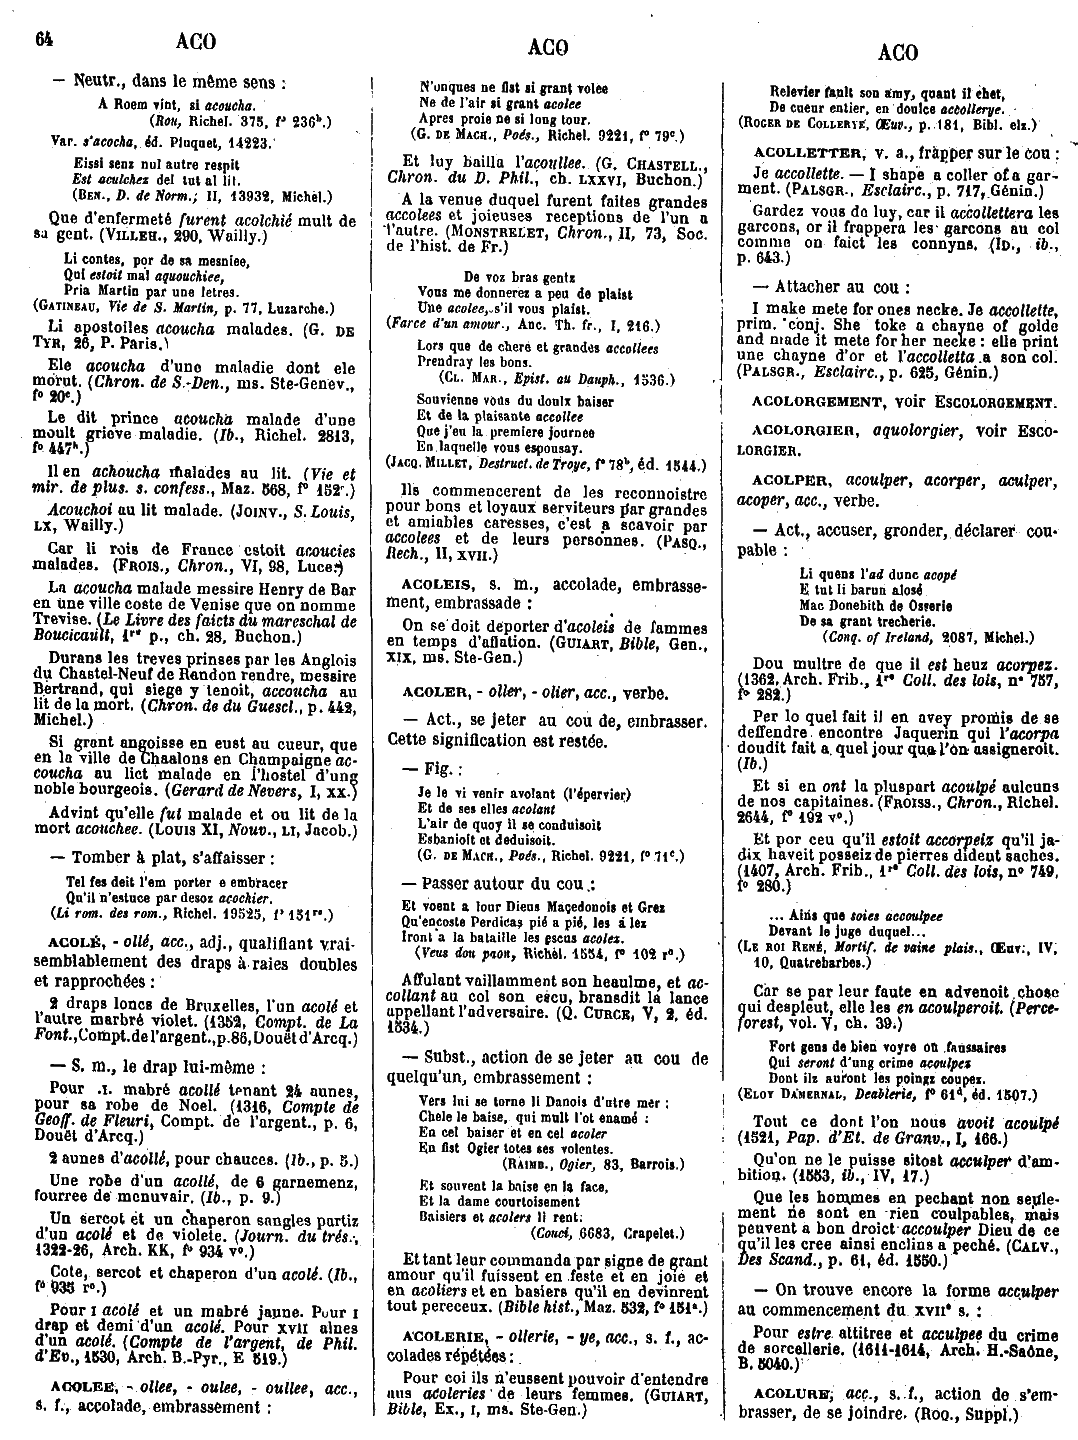 64
ACO
ACO
ACO
— Neutr., dans le même sens :
A Roem vint, si acoucha.
(Rou, Richel. 375, f° 236ᵇ.)
Var. s'acocha, éd. Pluquet, 14223.
Eissi senz nul autre respit
Est aculchez del tut al lit.
(BEN., D. de Norm., II, 13932, Michel.)
Que d'enfermeté furent acolchié mult de
sa gent. (VILLEH., 290, Wailly.)
Li contes, por de sa mesniee,
Qui estoit mal aquouchiee,
Pria Martin par une letres.
(GATINEAU, Vie de S. Martin, p. 77, Luzarche.)
Li apostoiles acoucha malades. (G. DE
TYR, 26, P. Paris.)
Ele acoucha d'une maladie dont ele
morut. (Chron. de S.-Den., ms. Ste-Genev.,
f° 20ᶜ.)
Le dit prince acoucha malade d'une
moult grieve maladie. (Ib., Richel. 2813,
f° 447ᵇ.)
Il en achoucha malades au lit. (Vie et
mir. de plus. s. confess., Maz. 568, f° 152ᶜ.)
Acouchoi au lit malade. (JOINV., S. Louis,
LX, Wailly.)
Car li rois de France estoit acoucies
malades. (FROIS., Chron., VI, 98, Luce.)
La acoucha malade messire Henry de Bar
en une ville coste de Venise que on nomme
Trevise. (Le Livre des faicts du mareschal de
Boucicault, 1ʳᵉ p., ch. 28, Buchon.)
Durans les treves prinses par les Anglois
du Chastel-Neuf de Randon rendre, messire
Bertrand, qui siege y tenoit, accoucha au
lit de la mort. (Chron. de du Guescl., p. 442,
Michel.)
Si grant angoisse en eust au cueur, que
en la ville de Chaalons en Champaigne ac-
coucha au lict malade en l'hostel d'ung
noble bourgeois. (Gerard de Nevers, I, XX.)
Advint qu'elle fut malade et ou lit de la
mort acouchee. (LOUIS XI, Nouv., LI, Jacob.)
— Tomber à plat, s'affaisser :
Tel fes deit l'em porter e embracer
Qu'il n'estuce par desoz acochier.
(Li rom. des rom., Richel. 19525, f° 151ʳᵒ.)
ACOLÉ, - ollé, acc., adj., qualifiant vrai-
semblablement des draps à raies doubles
et rapprochées :
2 draps loncs de Bruxelles, l'un acolé et
l'autre marbré violet. (1352, Compt. de La
Font., Compt. de l'argent., p. 86, Douët d'Arcq.)
— S. m., le drap lui-même :
Pour .I. mabré acollé tenant 24 aunes,
pour sa robe de Noel. (1316, Compte de
Geoff. de Fleuri, Compt. de l'argent., p. 6,
Douët d'Arcq.)
2 aunes d'acollé, pour chauces. (Ib., p. 5.)
Une robe d'un acollé, de 6 garnemenz,
fourree de menuvair. (Ib., p. 9.)
Un sercot et un chaperon sangles partiz
d'un acolé et de violete. (Journ. du trés.,
1322-26, Arch. KK, f° 934 v°.)
Cote, sercot et chaperon d'un acolé. (Ib.,
f° 935 r°.)
Pour I acolé et un mabré jaune. Pour I
drap et demi d'un acolé. Pour XVII alnes
d'un acolé. (Compte de l'argent, de Phil.
d'Ev., 1530, Arch. B.-Pyr., E 519.)
ACOLEE, - ollee, - oulee, - oullee, acc.,
s. f., accolade, embrassement :
N'onques ne fist si grant volee
Ne de l'air si grant acolee
Apres proie ne si long tour.
(G. DE MACH., Poés., Richel. 9221, f° 79ᶜ.)
Et luy bailla l'acoullee. (G. CHASTELL.,
Chron. du D. Phil., ch. LXXVI, Buchon.)
A la venue duquel furent faites grandes
accolees et joieuses receptions de l'un a
l'autre. (MONSTRELET, Chron., II, 73, Soc.
de l'hist. de Fr.)
De voz bras gentz
Vous me donnerez a peu de plaist
Une acolee, s'il vous plaist.
(Farce d'un amour., Anc. Th. fr., I, 216.)
Lors que de chere et grandes accollees
Prendray les bons.
(CL. MAR., Epist. au Dauph., 1536.)
Souvienne vous du doulx baiser
Et de la plaisante accollee
Que j'eu la premiere journee
En laquelle vous espousay.
(JACQ. MILLET, Destruct. de Troye, f° 78ᵇ, éd. 1544.)
Ils commencerent de les reconnoistre
pour bons et loyaux serviteurs par grandes
et amiables caresses, c'est a scavoir par
accolees et de leurs personnes. (PASQ.,
Rech., II, XVII.)
ACOLEIS, s. m., accolade, embrasse-
ment, embrassade :
On se doit deporter d'acoleis de fammes
en temps d'aflation. (GUIART, Bible, Gen.,
XIX, ms. Ste-Gen.)
ACOLER, - oller, - olier, acc., verbe.
— Act., se jeter au cou de, embrasser.
Cette signification est restée.
— Fig. :
Je le vi venir avolant (l'épervier)
Et de ses elles acolant
L'air de quoy il se conduisoit
Esbanioit et deduisoit.
(G. DE MACH., Poés., Richel. 9221, f° 71ᶜ.)
— Passer autour du cou :
Et voent a lour Dieus Maçedonois et Grez
Qu'encoste Perdicas pié a pié, les á lez
Iront a la bataille les escus acolez.
(Veus dou paon, Richel. 1554, f° 102 r°.)
Affulant vaillamment son heaulme, et ac-
collant au col son escu, bransdit la lance
appellant l'adversaire. (Q. CURCE, V, 2, éd.
1534.)
— Subst., action de se jeter au cou de
quelqu'un, embrassement :
Vers lui se torne li Danois d'utre mer ;
Chele le baise, qui mult l'ot enamé :
En cel baiser et en cel acoler
En fist Ogier totes ses volentes.
(RAIMB., Ogier, 83, Barrois.)
Et souvent la baise en la face,
Et la dame courtoisement
Baisiers et acolers li rent.
(Couci, 6683, Crapelet.)
Et tant leur commanda par signe de grant
amour qu'il fuissent en feste et en joie et
en acoliers et en basiers qu'il en devinrent
tout pereceux. (Bible hist., Maz. 532, f° 151ᵃ.)
ACOLERIE, - ollerie, - ye, acc., s. f., ac-
colades répétées :
Pour coi ils n'eussent pouvoir d'entendre
aus acoleries de leurs femmes. (GUIART,
Bible, Ex., I, ms. Ste-Gen.)
Relevier fault son amy, quant il chet,
De cueur entier, en doulce accollerye.
(ROGER DE COLLERYE, Œuv., p. 181, Bibl. elz.)
ACOLLETTER, v. a., frapper sur le cou :
Je accollette. — I shape a coller of a gar-
ment. (PALSGR., Esclairc., p. 717, Génin.)
Gardez vous de luy, car il accollettera les
garcons, or il frappera les garcons au col
comme on faict les connyns. (ID., ib.,
p. 643.)
— Attacher au cou :
I make mete for ones necke. Je accollette,
prim. conj. She toke a chayne of golde
and made it mete for her necke : elle print
une chayne d'or et l'accolletta a son col.
(PALSGR., Esclairc., p. 625, Génin.)
ACOLORGEMENT, voir ESCOLORGEMENT.
ACOLORGIER, aquolorgier, voir ESCO-
LORGIER.
ACOLPER, acoulper, acorper, aculper,
acoper, acc., verbe.
— Act., accuser, gronder, déclarer cou-
pable :
Li quens l'ad dunc acopé
E tut li barun alosé
Mac Donebith de Osserie
De sa grant trecherie.
(Conq. of Ireland, 2087, Michel.)
Dou multre de que il est heuz acorpez.
(1362, Arch. Frib., 1ʳᵉ Coll. des lois, n° 757,
f° 282.)
Per lo quel fait il en avey promis de se
deffendre encontre Jaquerin qui l'acorpa
doudit fait a quel jour que l'on assigneroit.
(Ib.)
Et si en ont la pluspart acoulpé aulcuns
de nos capitaines. (FROISS., Chron., Richel.
2644, f° 192 v°.)
Et por ceu qu'il estoit accorpeiz qu'il ja-
dix haveit posseiz de pierres dideut saches.
(1407, Arch. Frib., 1ʳᵉ Coll. des lois, n° 749,
f° 280.)
... Ains que soies accoulpee
Devant le juge duquel...
(LE ROI RENÉ, Mortif. de vaine plais., Œuv., IV,
10, Quatrebarbes.)
Car se par leur faute en advenoit chose
qui despleut, elle les en acoulperoit. (Perce-
forest, vol. V, ch. 39.)
Fort gens de bien voyre ou faussaires
Qui seront d'ung crime acoulpez
Dont ilz auront les poingz coupez.
(ELOY DAMERNAL, Deablerie, f° 61ᵈ, éd. 1507.)
Tout ce dont l'on nous avoit acoulpé
(1521, Pap. d'Et. de Granv., I, 166.)
Qu'on ne le puisse sitost acculper d'am-
bition. (1553, ib., IV, 17.)
Que les hommes en pechant non seule-
ment ne sont en rien coulpables, mais
peuvent a bon droict accoulper Dieu de ce
qu'il les cree ainsi enclins a peché. (CALV.,
Des Scand., p. 61, éd. 1550.)
— On trouve encore la forme acculper
au commencement du XVIIᵉ s. :
Pour estre attitree et acculpee du crime
de sorcellerie. (1611-1614, Arch. H.-Saône,
B. 5040.)
ACOLURE, acc., s. f., action de s'em-
brasser, de se joindre. (ROQ., Suppl.)